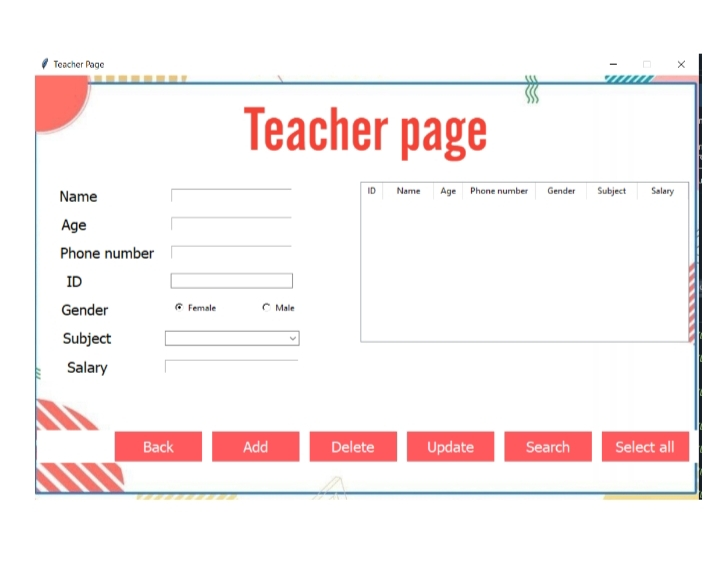 Teacher Page
Teacher page
Name
Age
Phone number
ID
Gender Female Male
Subject
Salary
ID Name Age Phone number Gender Subject Salary
Back Add Delete Update Search Select all